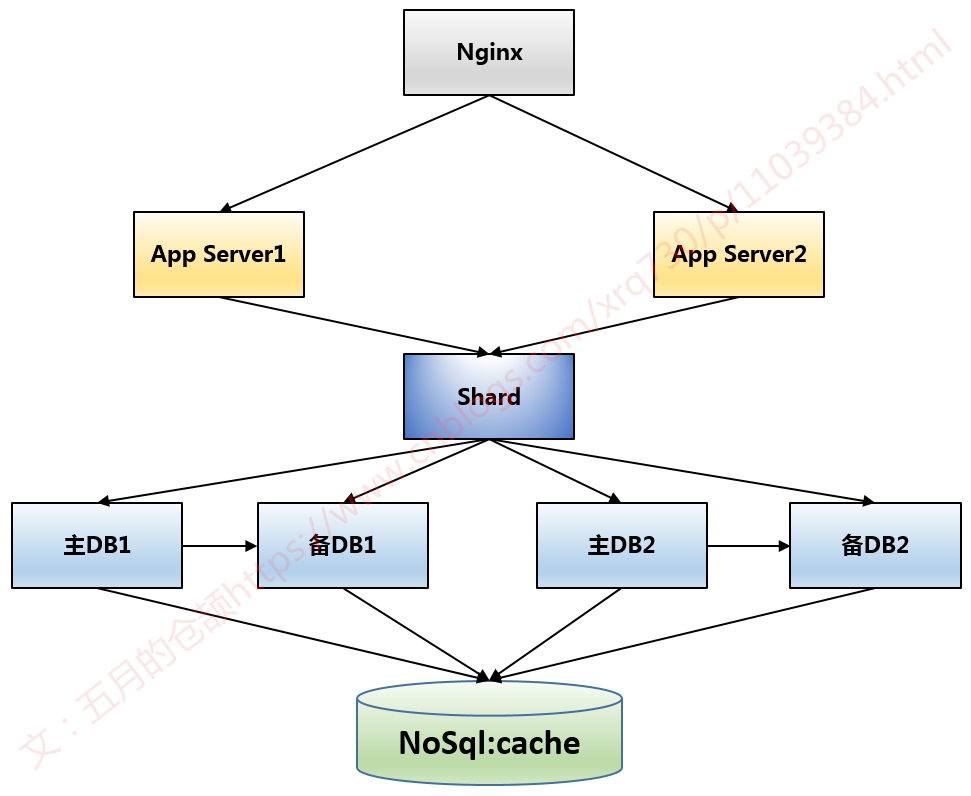 Nginx
App Server1
App Server2
Shard
主DB1
备DB1
主DB2
备DB2
NoSql:cache
文：五月的仓颉https://www.cnblogs.com/xrq730/p/11039384.html